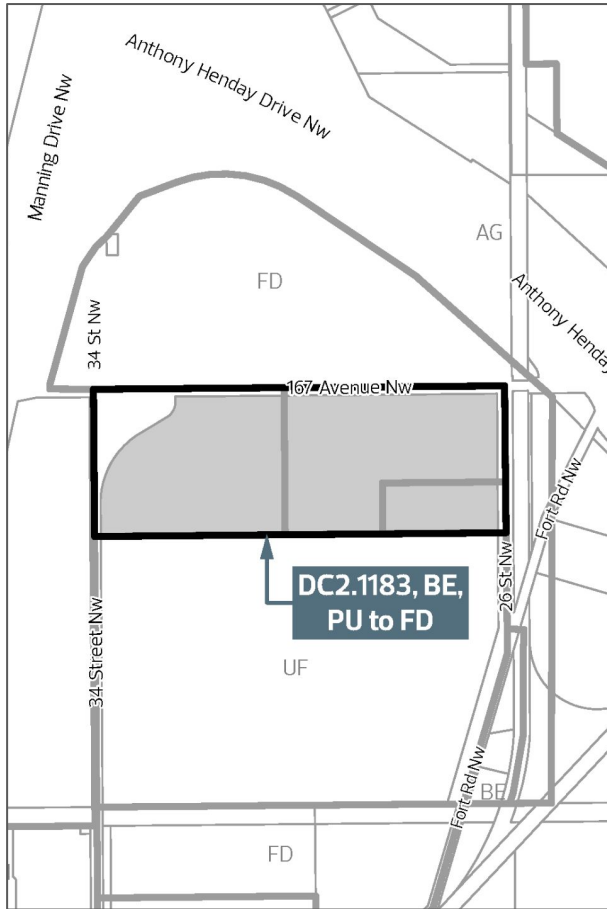 Anthony Henday Drive Nw
Manning Drive Nw
AG
FD
Anthony Henday
34 St Nw
167 Avenue Nw
Fort Rd Nw
26 St Nw
DC2.1183, BE,
PU to FD
34 Street Nw
UF
BE
Fort Rd Nw
FD